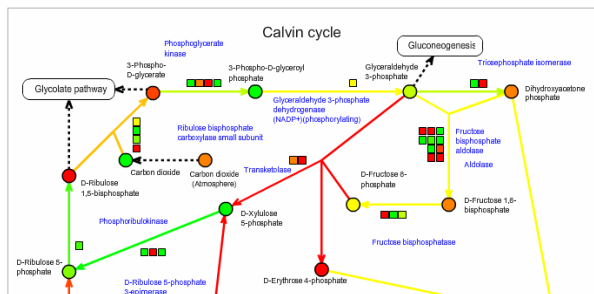 Calvin cycle
Phosphoglycerate
kinase
Gluconeogenesis
3-Phospho-
D-glycerate
3-Phospho-D-glyceroyl
phosphate
Glyceraldehyde
3-phosphate
Triosephosphate isomerase
Glycolate pathway
Dihydroxyacetone
phosphate
Glyceraldehyde 3-phosphate
dehydrogenase
(NADP+)(phosphorylating)
Ribulose bisphosphate
carboxylase small subunit
Fructose
bisphosphate
aldolase
Aldolase
Transketolase
Carbon dioxide
Carbon dioxide
(Atmosphere)
D-Fructose 6-
phosphate
D-Ribulose
1,5-bisphosphate
D-Fructose 1,6-
bisphosphate
Phosphoribulokinase
D-Xylulose
5-phosphate
Fructose bisphosphatase
D-Ribulose 5-
phosphate
D-Ribulose 5-phosphate
3-epimerase
D-Erythrose 4-phosphate